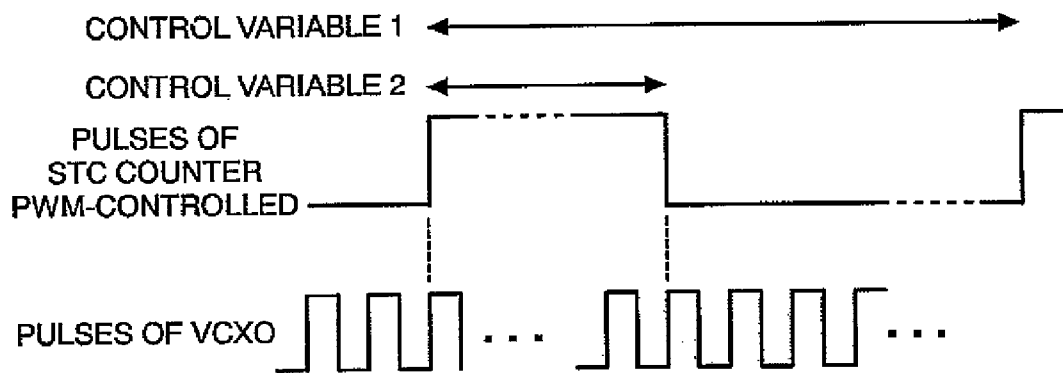 CONTROL VARIABLE 1
CONTROL VARIABLE 2
PULSES OF
STC COUNTER
PWM-CONTROLLED
PULSES OF VCXO